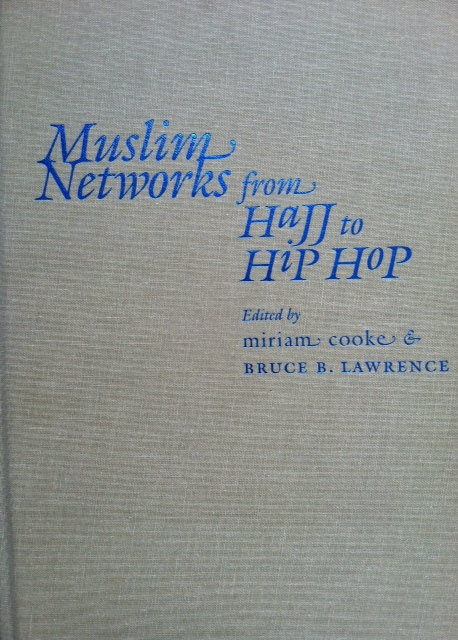 Muslim
Networks from
Hajj to
HiP HoP
Edited by
miriam cooke &
BRUCE B. LAWRENCE